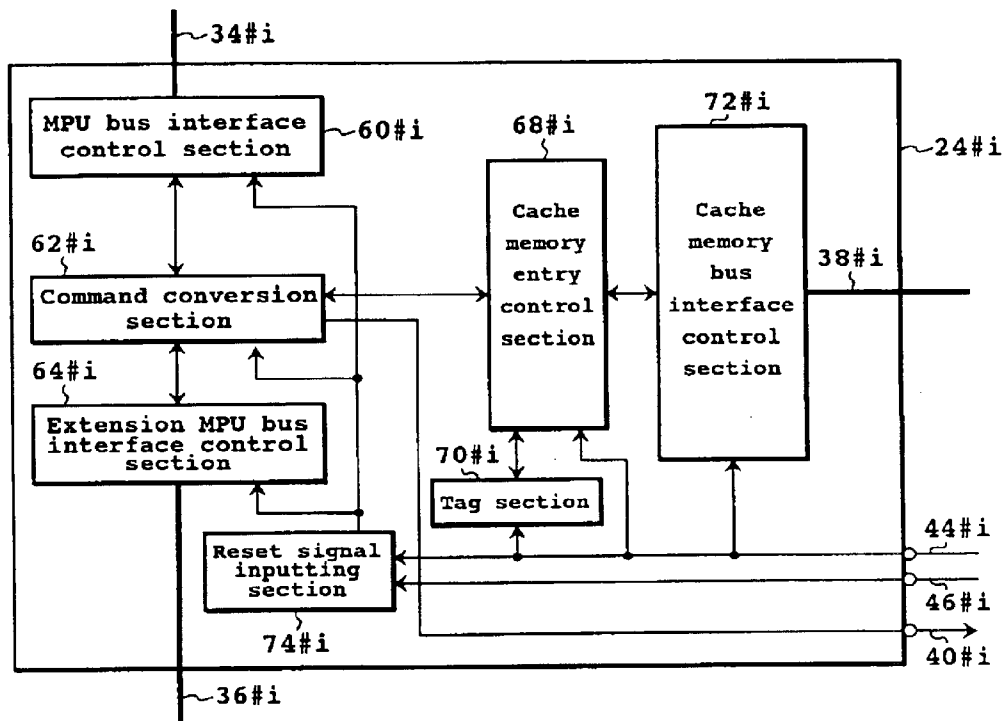 34#i
MPU bus interface
control section
60#i
68#i
72#i
24#i
62#i
Command conversion
section
Cache
memory
entry
control
section
Cache
memory
bus
interface
control
section
38#i
64#i
Extension MPU bus
interface control
section
70#i
Tag section
Reset signal
inputting
section
74#i
44#i
46#i
40#i
36#i